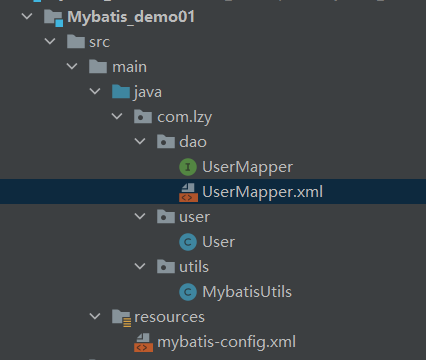 Mybatis_demo01
src
main
java
com.lzy
dao
UserMapper
UserMapper.xml
user
User
utils
MybatisUtils
resources
mybatis-config.xml